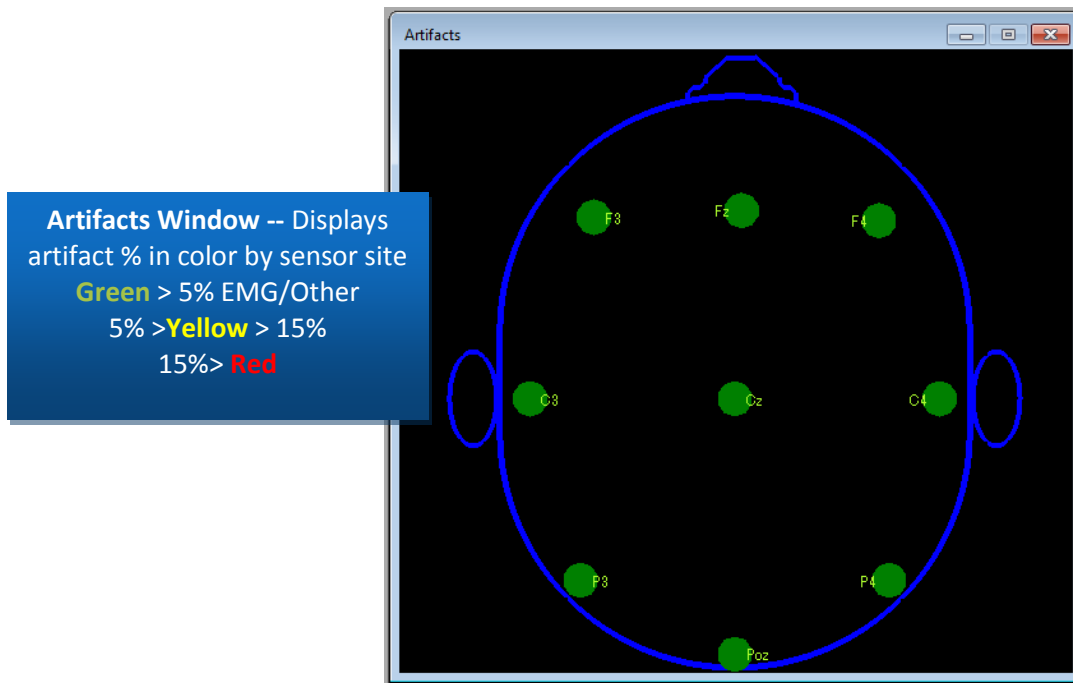 Artifacts
Artifacts Window -- Displays
artifact % in color by sensor site
Green > 5% EMG/Other
5% >Yellow > 15%
15%> Red
F3
Fz
F4
C3
Cz
C4
P3
P4
Poz